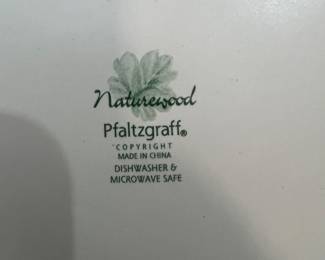 Naturewood
Pfaltzgraff®
COPYRIGHT
MADE IN CHINA
DISHWASHER &
MICROWAVE SAFE